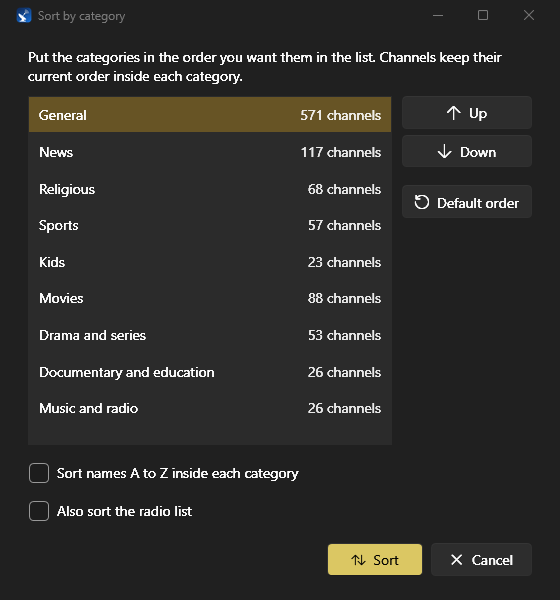 Sort by category
Put the categories in the order you want them in the list. Channels keep their
current order inside each category.
General 571 channels
News 117 channels
Religious 68 channels
Sports 57 channels
Kids 23 channels
Movies 88 channels
Drama and series 53 channels
Documentary and education 26 channels
Music and radio 26 channels
Up
Down
Default order
Sort names A to Z inside each category
Also sort the radio list
Sort
Cancel